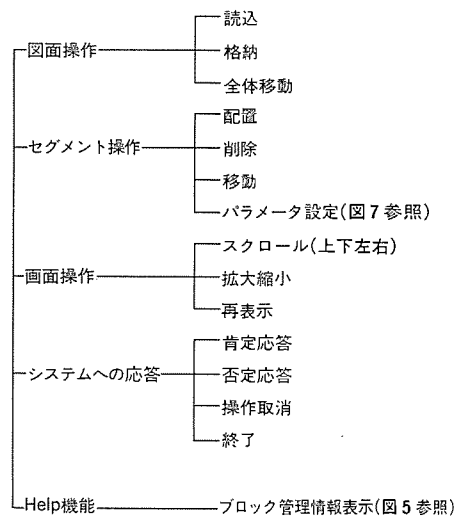 図面操作
読込
格納
全体移動
セグメント操作
配置
削除
移動
パラメータ設定(図7参照)
画面操作
スクロール(上下左右)
拡大縮小
再表示
システムへの応答
肯定応答
否定応答
操作取消
終了
Help機能
ブロック管理情報表示(図5参照)